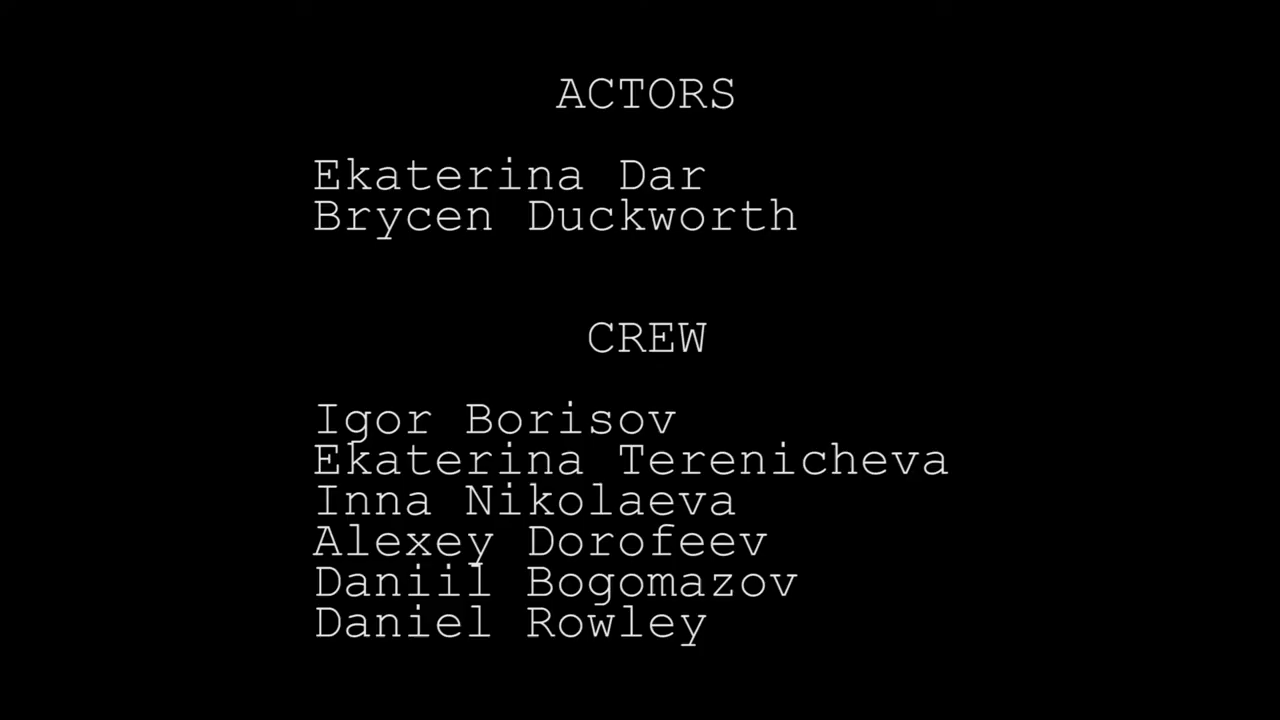 ACTORS
Ekaterina Dar
Brycen Duckworth
CREW
Igor Borisov
Ekaterina Terenicheva
Inna Nikolaeva
Alexey Dorofeev
Daniil Bogomazov
Daniel Rowley